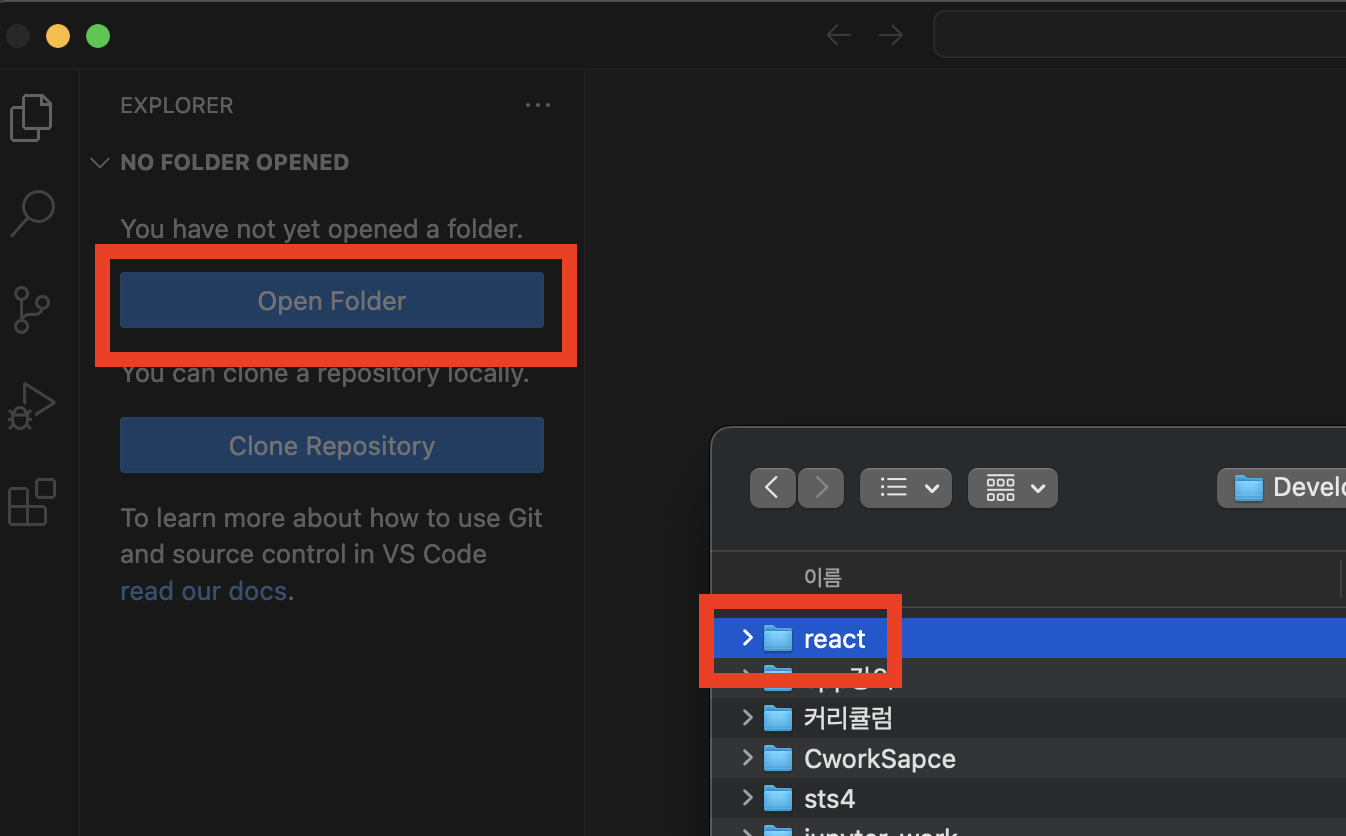 EXPLORER
NO FOLDER OPENED
You have not yet opened a folder.
Open Folder
You can clone a repository locally.
Clone Repository
To learn more about how to use Git
and source control in VS Code
read our docs.
Develo
이름
react
커리큘럼
CworkSapce
sts4
jupyter_work